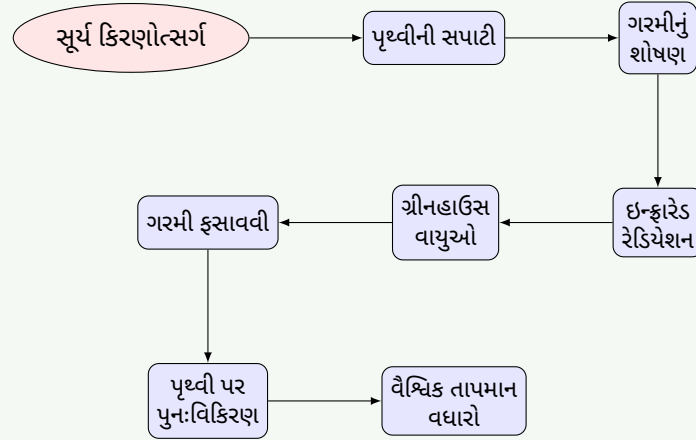 સૂર્ય કિરણોત્સર્ગ
પૃથ્વીની સપાટી
ગરમીનું
શોષણ
ઇન્ફ્રારેડ
રેડિયેશન
ગ્રીનહાઉસ
વાયુઓ
ગરમી ફસાવવી
પૃથ્વી પર
પુનઃવિકિરણ
વૈશ્વિક તાપમાન
વધારો